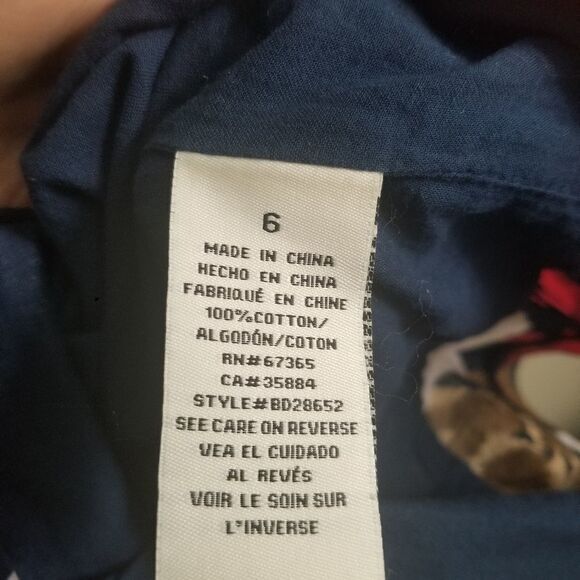 6
MADE IN CHINA
HECHO EN CHINA
FABRIQUÉ EN CHINE
100%COTTON/
ALGODÓN/COTON
RN#67365
CA#35884
STYLE#BD28652
SEE CARE ON REVERSE
VEA EL CUIDADO
AL REVÉS
VOIR LE SOIN SUR
L'INVERSE